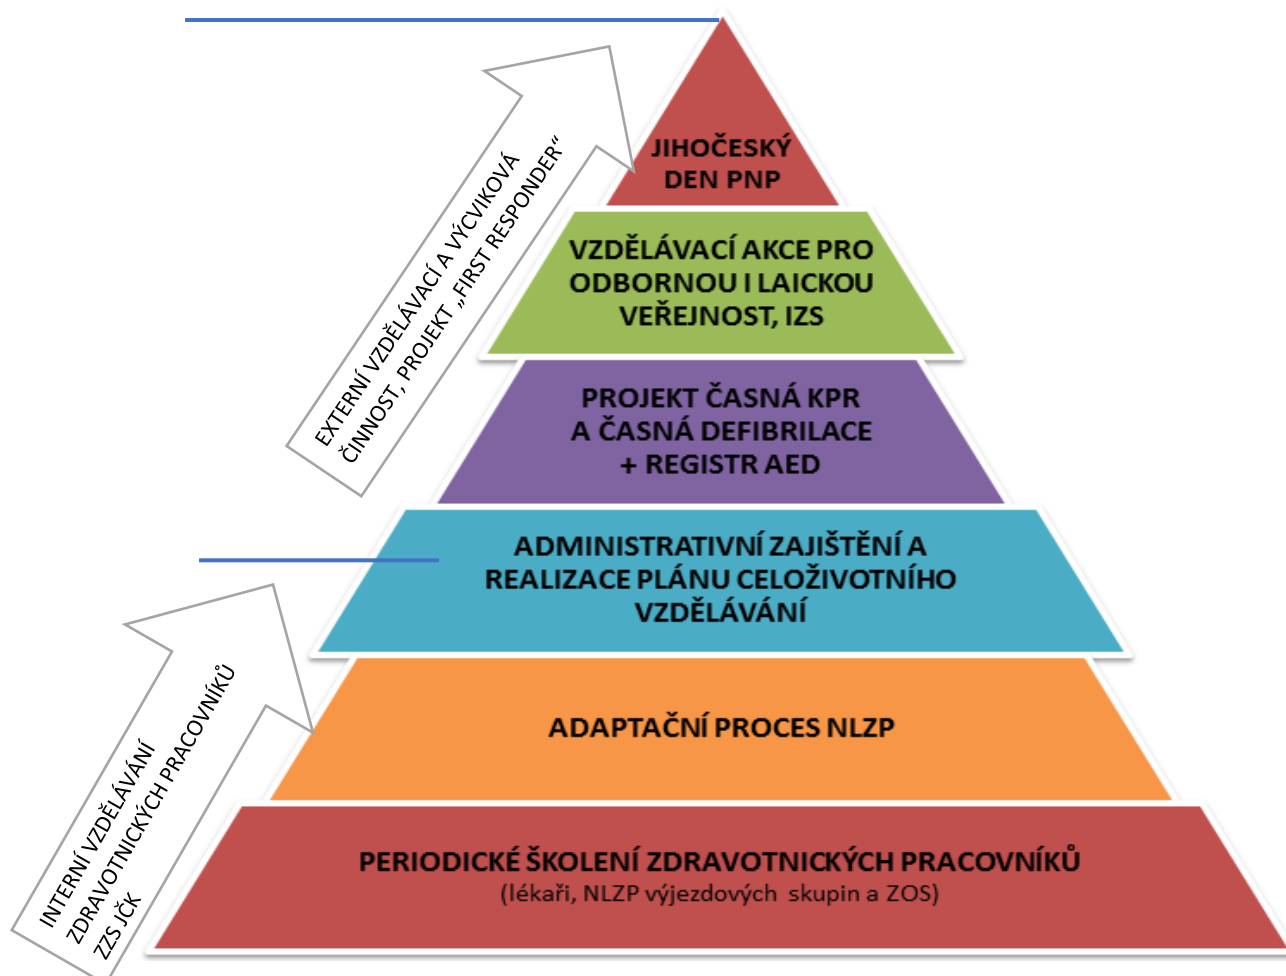 JIHOČESKÝ
DEN PNP
EXTERNÍ VZDĚLÁVACÍ A VÝCVIKOVÁ
ČINNOST, PROJEKT „FIRST RESPONDER“
VZDĚLÁVACÍ AKCE PRO
ODBORNOU I LAICKOU
VEŘEJNOST, IZS
PROJEKT ČASNÁ KPR
A ČASNÁ DEFIBRILACE
+ REGISTR AED
ADMINISTRATIVNÍ ZAJIŠTĚNÍ A
REALIZACE PLÁNU CELOŽIVOTNÍHO
VZDĚLÁVÁNÍ
INTERNÍ VZDĚLÁVÁNÍ
ZDRAVOTNICKÝCH PRACOVNÍKŮ
ZZS JČK
ADAPTAČNÍ PROCES NLZP
PERIODICKÉ ŠKOLENÍ ZDRAVOTNICKÝCH PRACOVNÍKŮ
(lékaři, NLZP výjezdových skupin a ZOS)